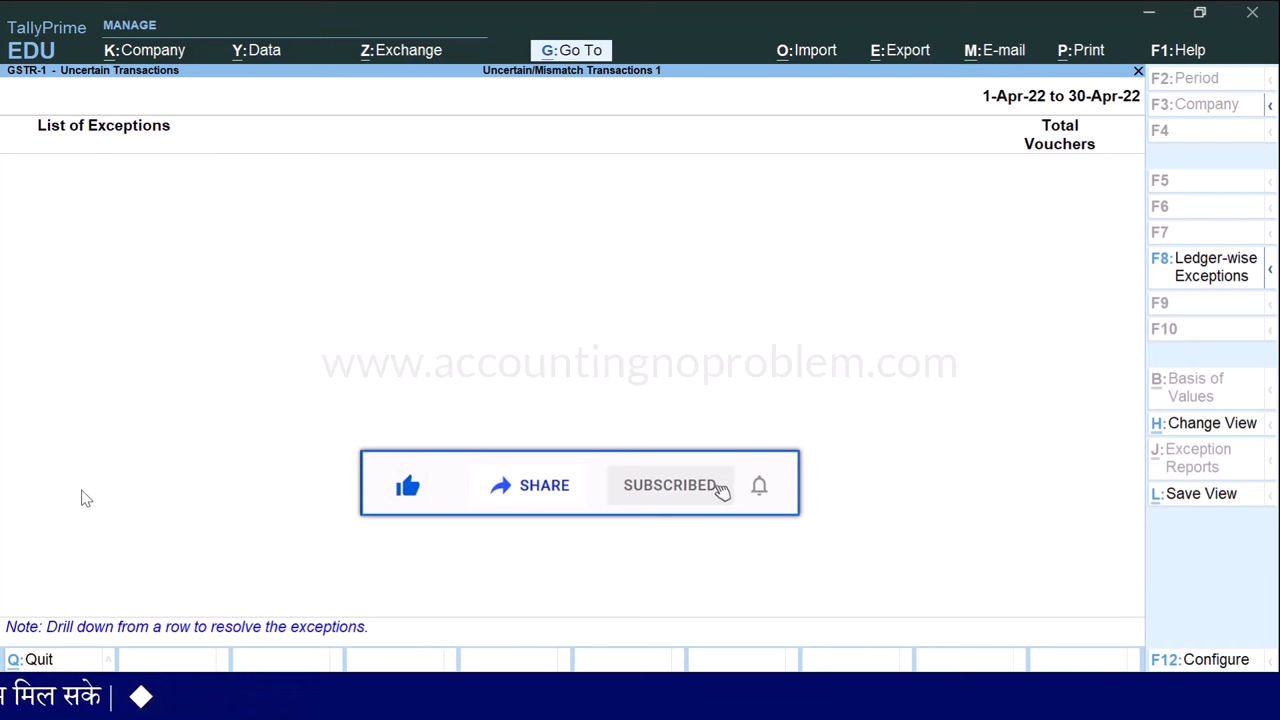 TallyPrime
EDU
MANAGE
K:Company
Y:Data
Z:Exchange
G:Go To
O:Import
E:Export
M:E-mail
P:Print
F1:Help
GSTR-1 - Uncertain Transactions
Uncertain/Mismatch Transactions 1
1-Apr-22 to 30-Apr-22
List of Exceptions
Total
Vouchers
F2:Period
F3:Company
F4
F5
F6
F7
F8:Ledger-wise
Exceptions
F9
F10
B:Basis of
Values
H:Change View
J:Exception
Reports
L:Save View
www.accountingnoproblem.com
SHARE
SUBSCRIBED
Note: Drill down from a row to resolve the exceptions.
Q:Quit
F12:Configure
मिल सके |